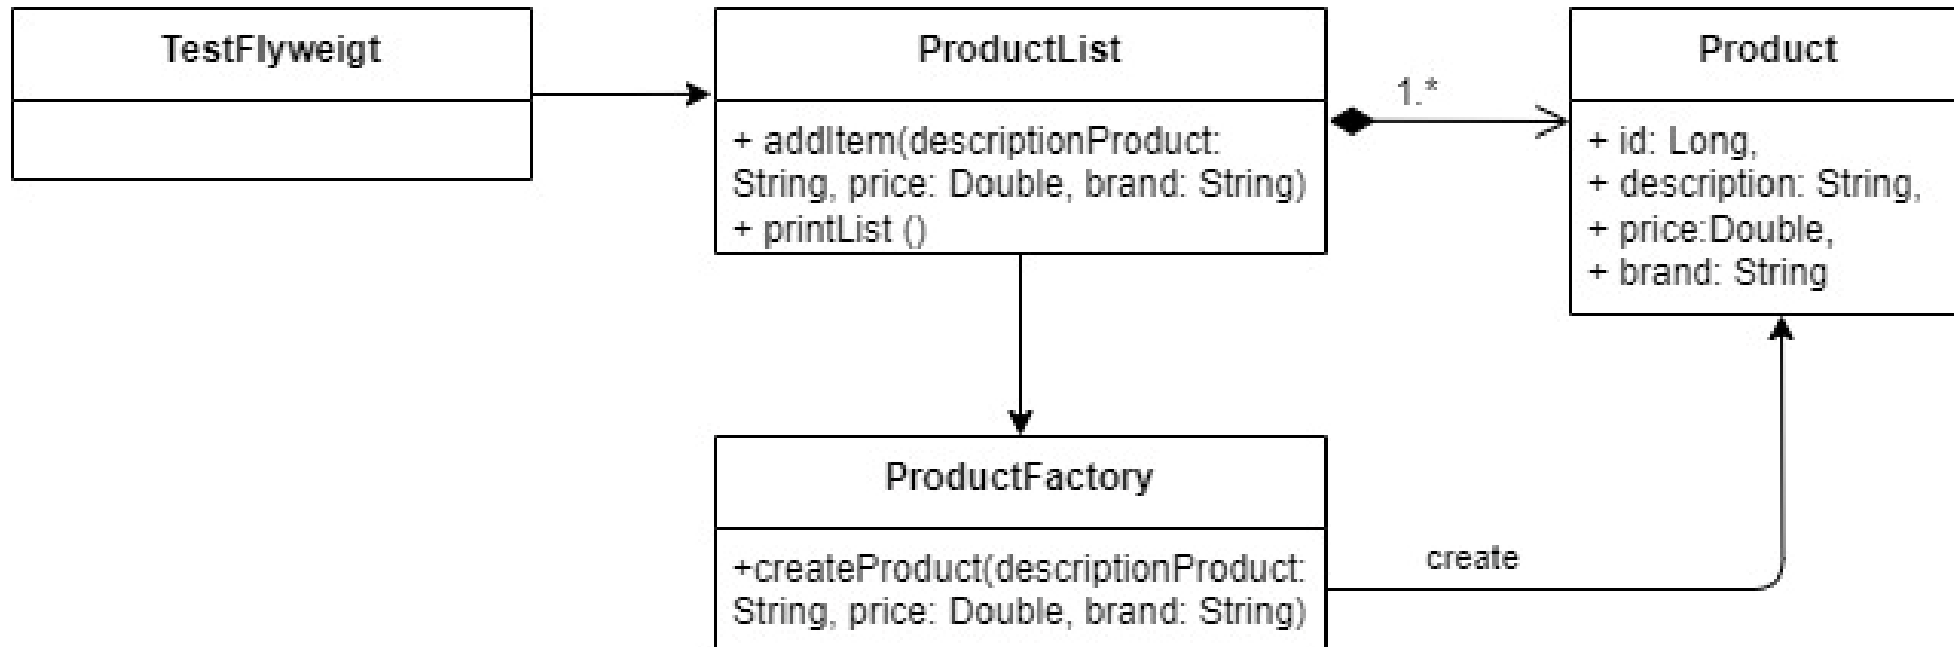 TestFlyweigt
ProductList
+ addItem(descriptionProduct:
String, price: Double, brand: String)
+ printList ()
1.*
Product
+ id: Long,
+ description: String,
+ price:Double,
+ brand: String
ProductFactory
+createProduct(descriptionProduct:
String, price: Double, brand: String)
create